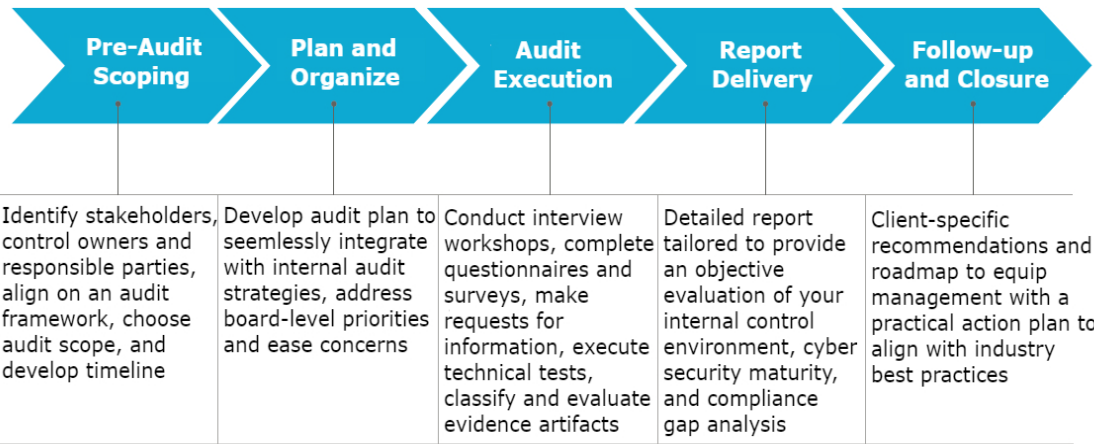 Pre-Audit
Scoping
Plan and
Organize
Audit
Execution
Report
Delivery
Follow-up
and Closure
Identify stakeholders,
control owners and
responsible parties,
align on an audit
framework, choose
audit scope, and
develop timeline
Develop audit plan to
seemlessly integrate
with internal audit
strategies, address
board-level priorities
and ease concerns
Conduct interview
workshops, complete
questionnaires and
surveys, make
requests for
information, execute
technical tests,
classify and evaluate
evidence artifacts
Detailed report
tailored to provide
an objective
evaluation of your
internal control
environment, cyber
security maturity,
and compliance
gap analysis
Client-specific
recommendations and
roadmap to equip
management with a
practical action plan to
align with industry
best practices